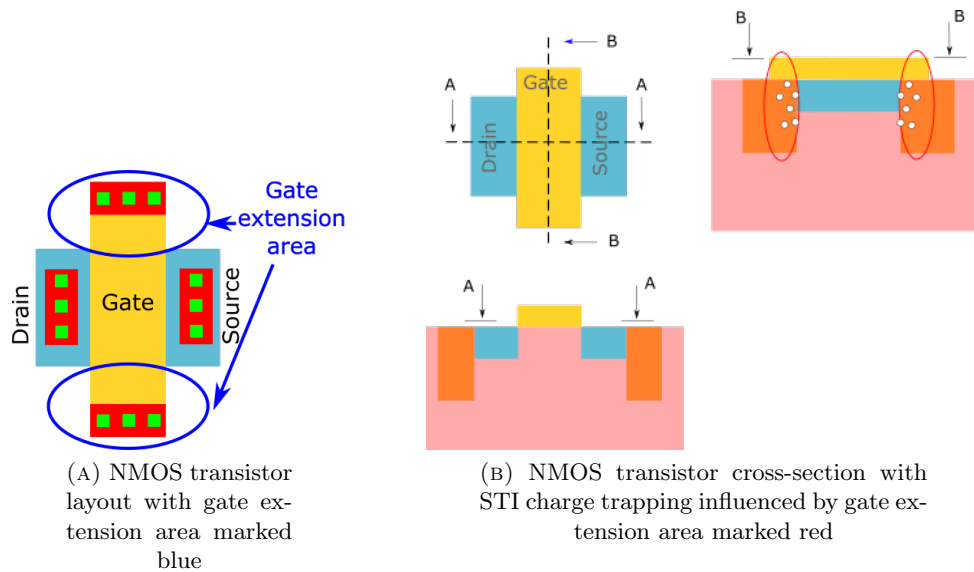 Gate
extension
area
Drain
Gate
Source
(A) NMOS transistor
layout with gate ex-
tension area marked
blue
B
A
Gate
A
Drain
Source
B
B
B
A
A
(B) NMOS transistor cross-section with
STI charge trapping influenced by gate ex-
tension area marked red